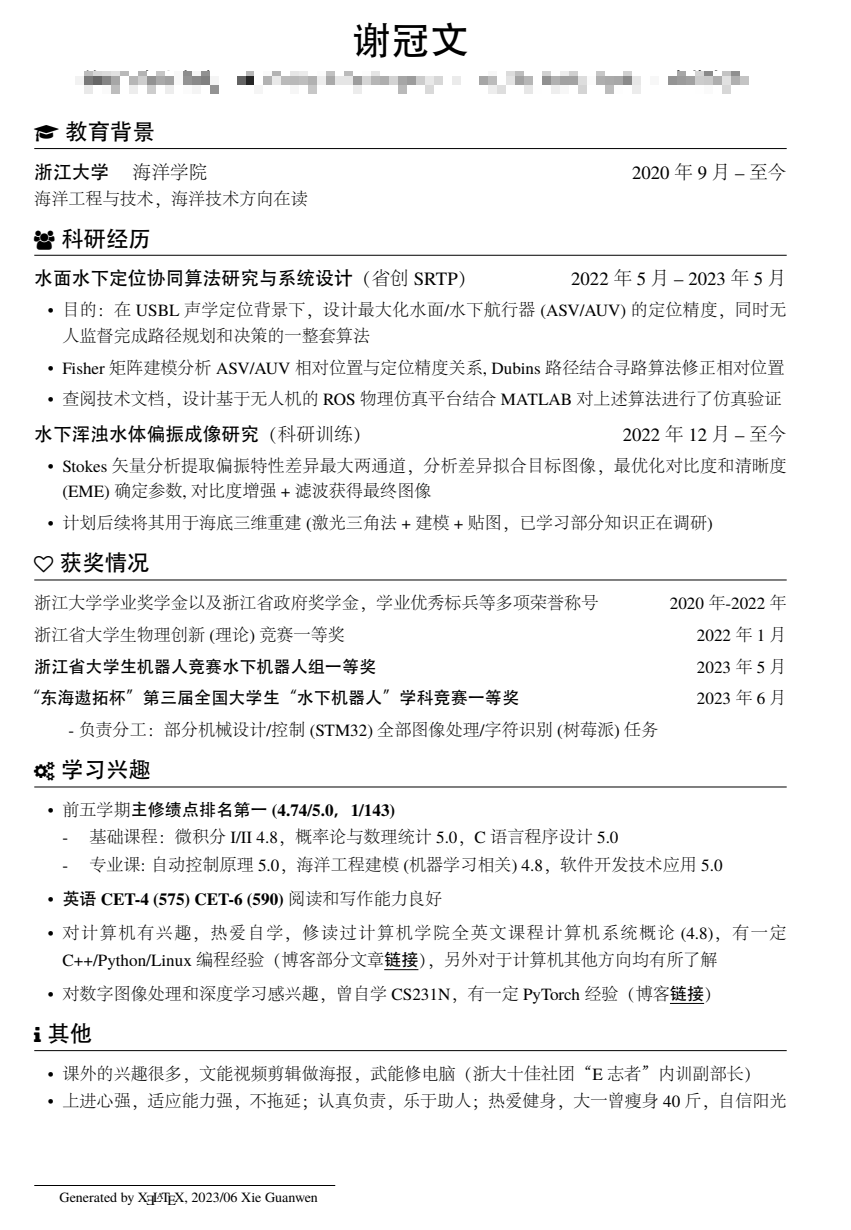 谢冠文
教育背景
浙江大学 海洋学院 2020 年 9 月 – 至今
海洋工程与技术，海洋技术方向在读
科研经历
水面水下定位协同算法研究与系统设计（省创 SRTP） 2022 年 5 月 – 2023 年 5 月
• 目的：在 USBL 声学定位背景下，设计最大化水面/水下航行器 (ASV/AUV) 的定位精度，同时无
人监督完成路径规划和决策的一整套算法
• Fisher 矩阵建模分析 ASV/AUV 相对位置与定位精度关系, Dubins 路径结合寻路算法修正相对位置
• 查阅技术文档，设计基于无人机的 ROS 物理仿真平台结合 MATLAB 对上述算法进行了仿真验证
水下浑浊水体偏振成像研究（科研训练） 2022 年 12 月 – 至今
• Stokes 矢量分析提取偏振特性差异最大两通道，分析差异拟合目标图像，最优化对比度和清晰度
(EME) 确定参数, 对比度增强 + 滤波获得最终图像
• 计划后续将其用于海底三维重建 (激光三角法 + 建模 + 贴图，已学习部分知识正在调研)
获奖情况
浙江大学学业奖学金以及浙江省政府奖学金，学业优秀标兵等多项荣誉称号 2020 年-2022 年
浙江省大学生物理创新 (理论) 竞赛一等奖 2022 年 1 月
浙江省大学生机器人竞赛水下机器人组一等奖 2023 年 5 月
“东海遨拓杯”第三届全国大学生“水下机器人”学科竞赛一等奖 2023 年 6 月
- 负责分工：部分机械设计/控制 (STM32) 全部图像处理/字符识别 (树莓派) 任务
学习兴趣
• 前五学期主修绩点排名第一 (4.74/5.0，1/143)
- 基础课程：微积分 I/II 4.8，概率论与数理统计 5.0，C 语言程序设计 5.0
- 专业课: 自动控制原理 5.0，海洋工程建模 (机器学习相关) 4.8，软件开发技术应用 5.0
• 英语 CET-4 (575) CET-6 (590) 阅读和写作能力良好
• 对计算机有兴趣，热爱自学，修读过计算机学院全英文课程计算机系统概论 (4.8)，有一定
C++/Python/Linux 编程经验（博客部分文章链接），另外对于计算机其他方向均有所了解
• 对数字图像处理和深度学习感兴趣，曾自学 CS231N，有一定 PyTorch 经验（博客链接）
其他
• 课外的兴趣很多，文能视频剪辑做海报，武能修电脑（浙大十佳社团“E 志者”内训副部长）
• 上进心强，适应能力强，不拖延；认真负责，乐于助人；热爱健身，大一曾瘦身 40 斤，自信阳光
Generated by XƎLATEX, 2023/06 Xie Guanwen